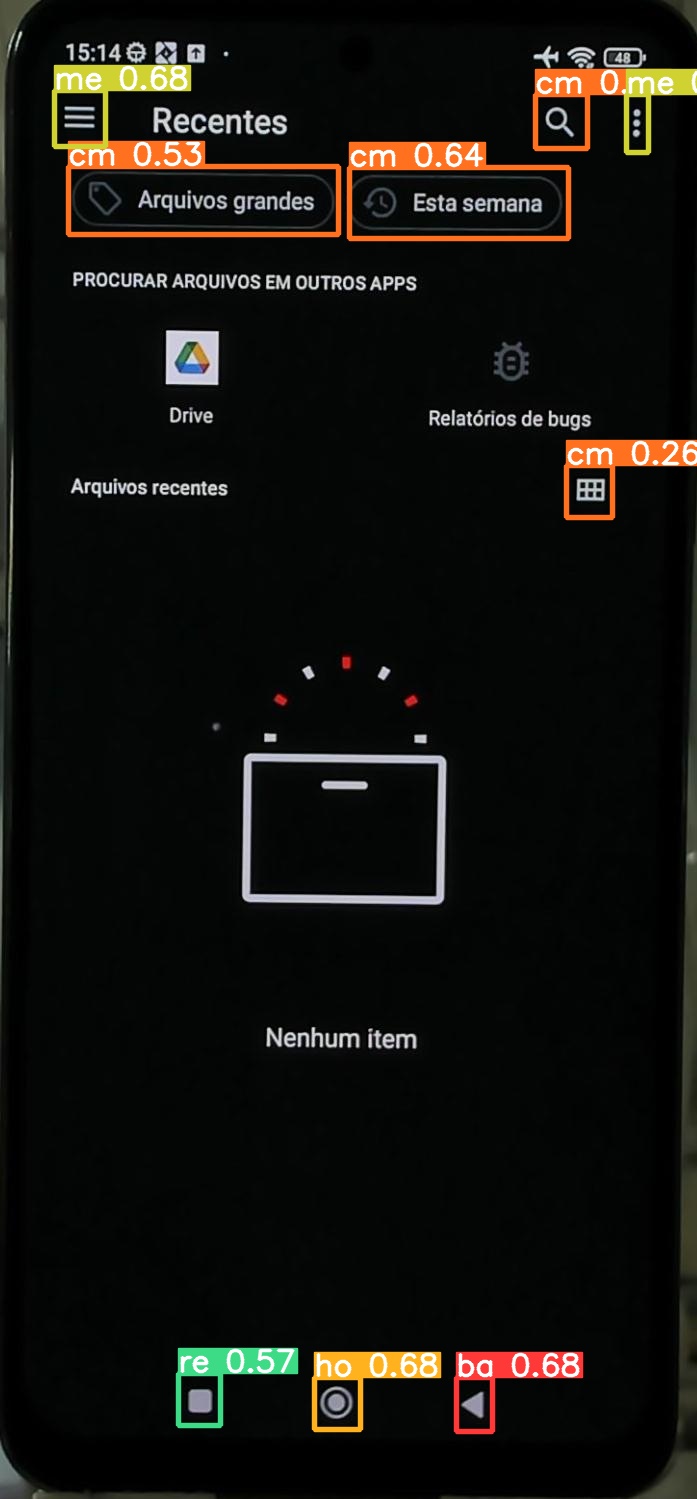 15:14 48
me 0.68 cm 0. me 0
Recentes
cm 0.53 cm 0.64
Arquivos grandes Esta semana
PROCURAR ARQUIVOS EM OUTROS APPS
Drive Relatórios de bugs
cm 0.26
Arquivos recentes
Nenhum item
re 0.57 ho 0.68 ba 0.68